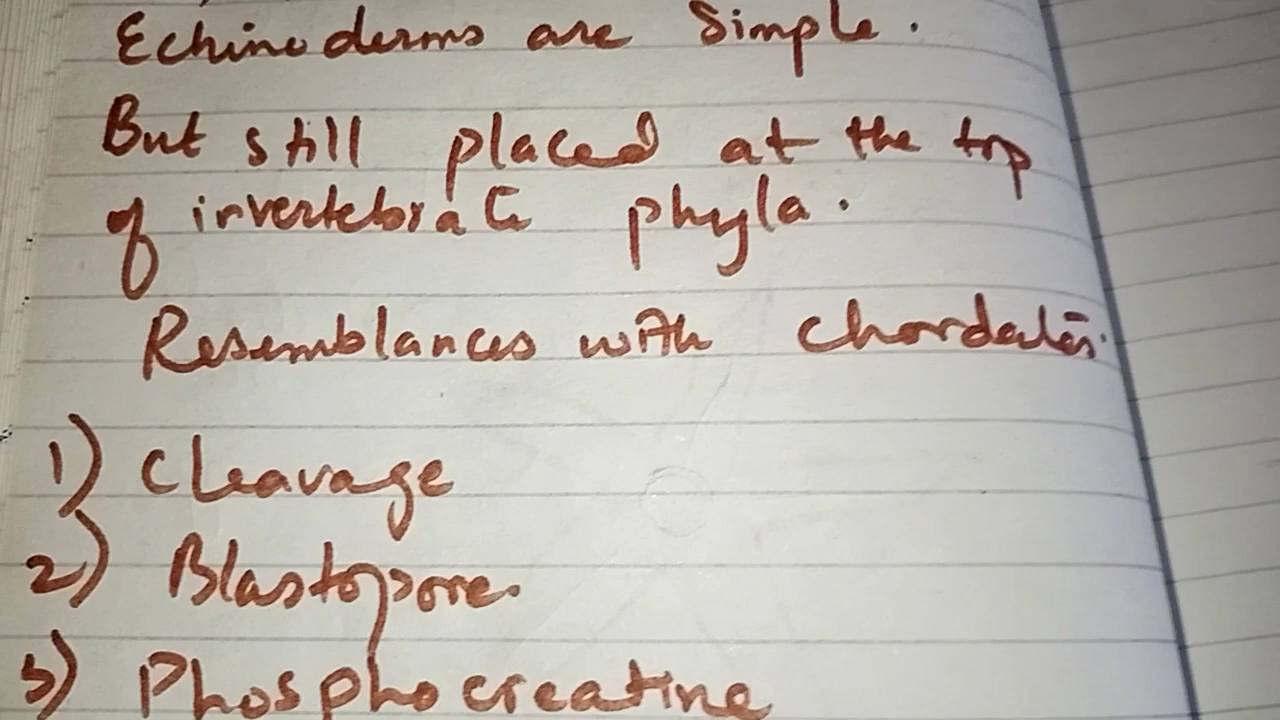 Echinoderms are Simple.
But still placed at the top
of invertebrate phyla.
Resemblances with chordates.
1) Cleavage
2) Blastopore.
3) Phosphocreatine